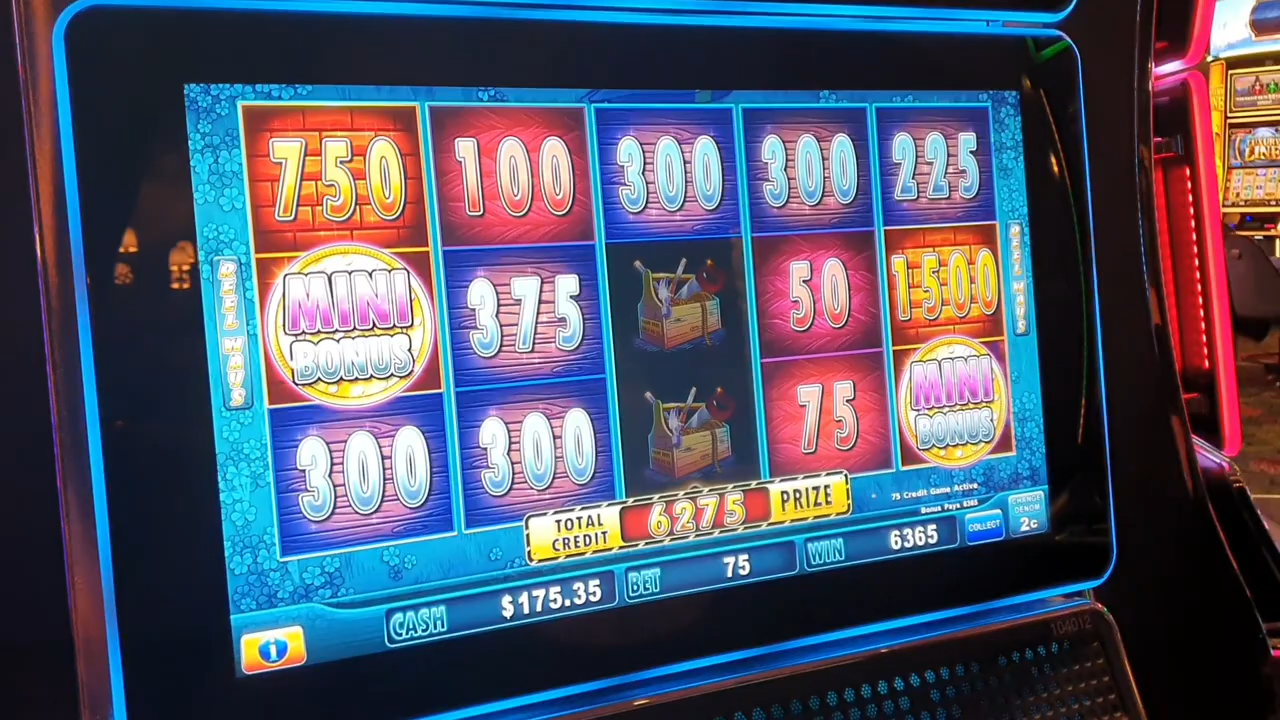 750 100 300 300 225
MINI BONUS 375 50 1500
300 300 75 MINI BONUS
REEL WAYS
REEL WAYS
TOTAL CREDIT 6275 PRIZE
75 Credit Game Active
Bonus Pays 6365
CASH $175.35 BET 75 WIN 6365 COLLECT
CHANGE DENOM 2c
i
104012